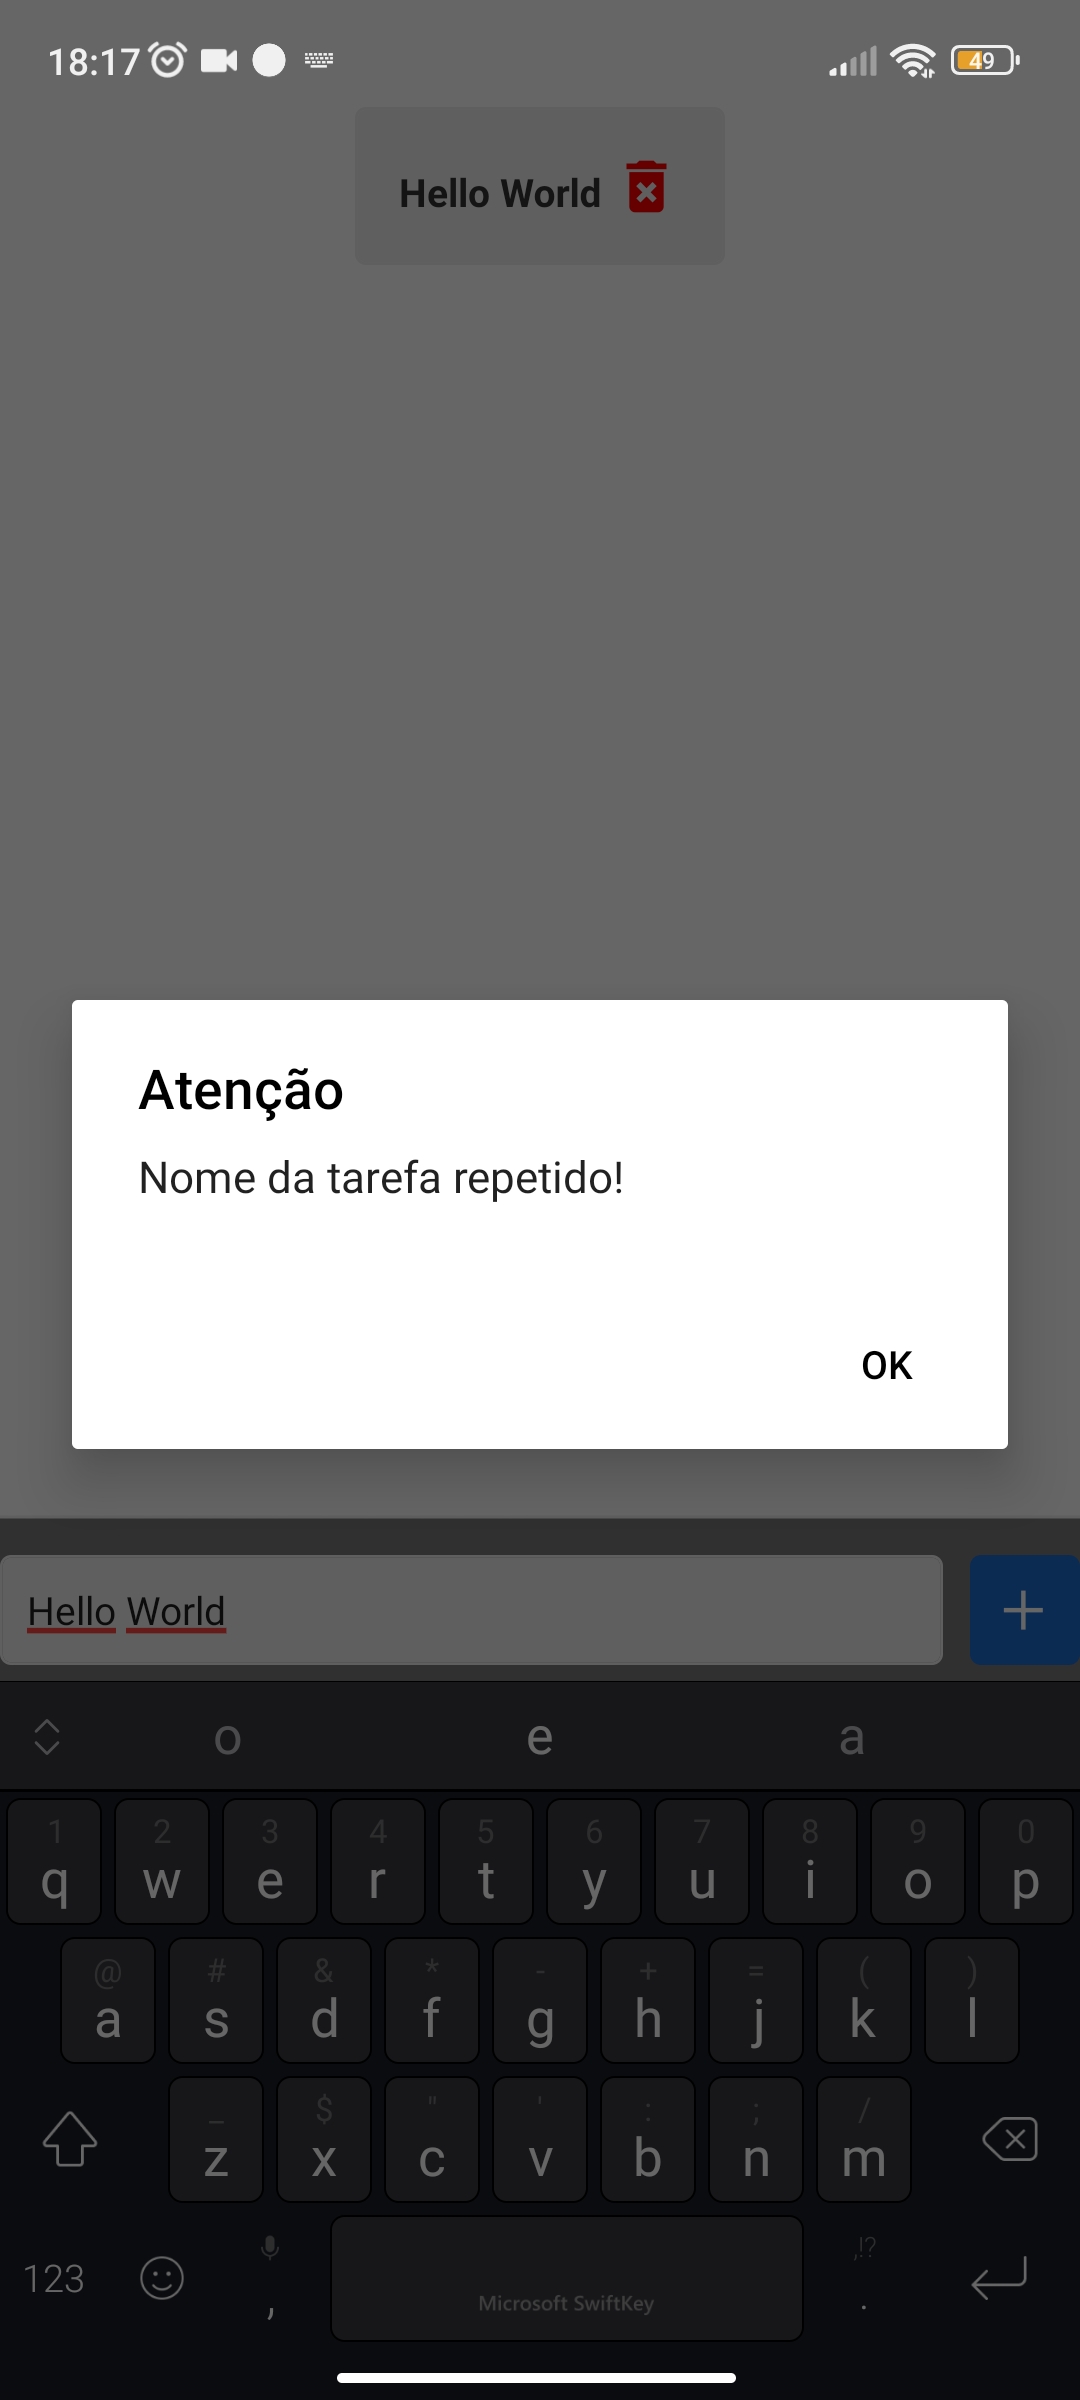 18:17
49
Hello World
Atenção
Nome da tarefa repetido!
OK
Hello World
o e a
1 2 3 4 5 6 7 8 9 0
q w e r t y u i o p
@ # & * - + = ( )
a s d f g h j k l
_ $ " ' : ; /
z x c v b n m
,!?
123 , .
Microsoft SwiftKey